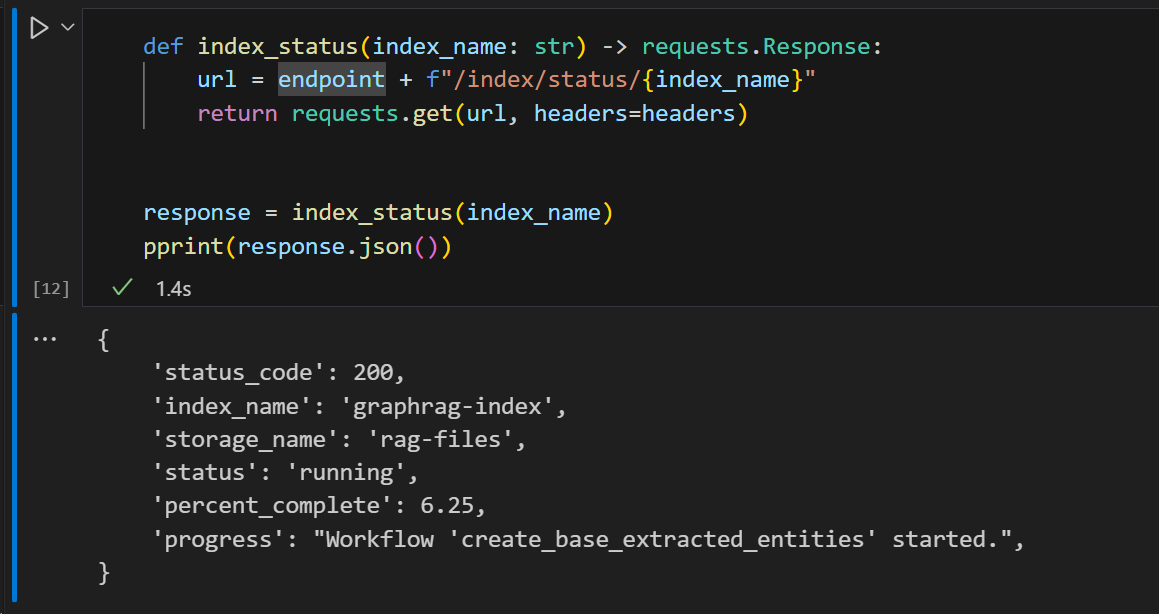 def index_status(index_name: str) -> requests.Response:
    url = endpoint + f"/index/status/{index_name}"
    return requests.get(url, headers=headers)
response = index_status(index_name)
pprint(response.json())
[12] 1.4s
{
    'status_code': 200,
    'index_name': 'graphrag-index',
    'storage_name': 'rag-files',
    'status': 'running',
    'percent_complete': 6.25,
    'progress': "Workflow 'create_base_extracted_entities' started.",
}